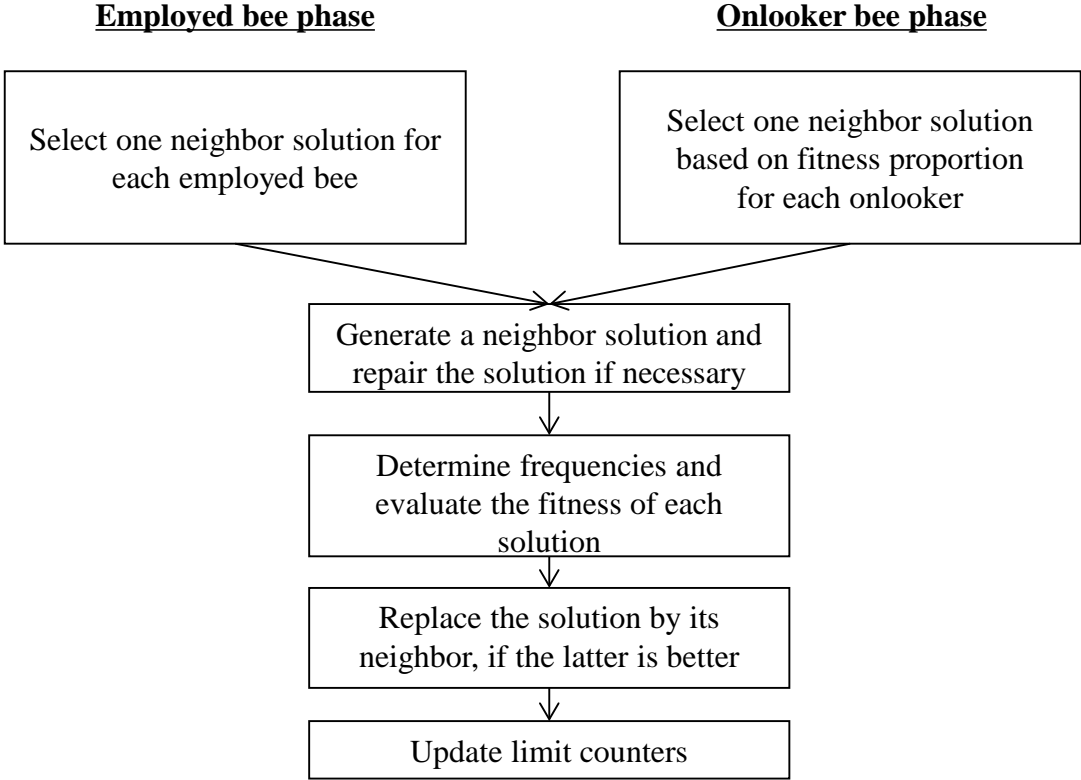 Employed bee phase
Onlooker bee phase
Select one neighbor solution for
each employed bee
Select one neighbor solution
based on fitness proportion
for each onlooker
Generate a neighbor solution and
repair the solution if necessary
Determine frequencies and
evaluate the fitness of each
solution
Replace the solution by its
neighbor, if the latter is better
Update limit counters